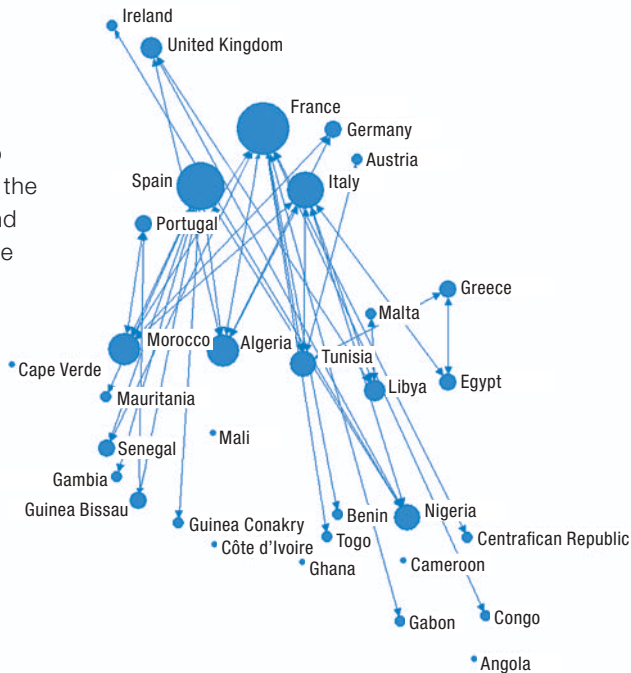 Ireland
United Kingdom
France
Germany
Austria
the
Spain
Italy
nd
Portugal
e
Greece
Malta
Morocco
Algeria
Tunisia
Cape Verde
Libya
Egypt
Mauritania
Mali
Senegal
Gambia
Guinea Bissau
Benin
Nigeria
Guinea Conakry
Togo
Centrafican Republic
Côte d'Ivoire
Ghana
Cameroon
Gabon
Congo
Angola